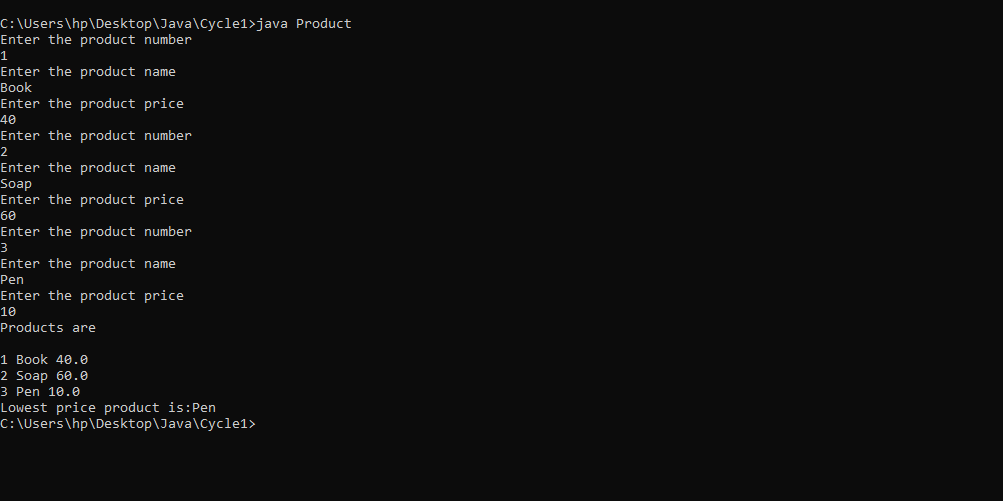 C:\Users\hp\Desktop\Java\Cycle1>java Product
Enter the product number
1
Enter the product name
Book
Enter the product price
40
Enter the product number
2
Enter the product name
Soap
Enter the product price
60
Enter the product number
3
Enter the product name
Pen
Enter the product price
10
Products are
1 Book 40.0
2 Soap 60.0
3 Pen 10.0
Lowest price product is:Pen
C:\Users\hp\Desktop\Java\Cycle1>